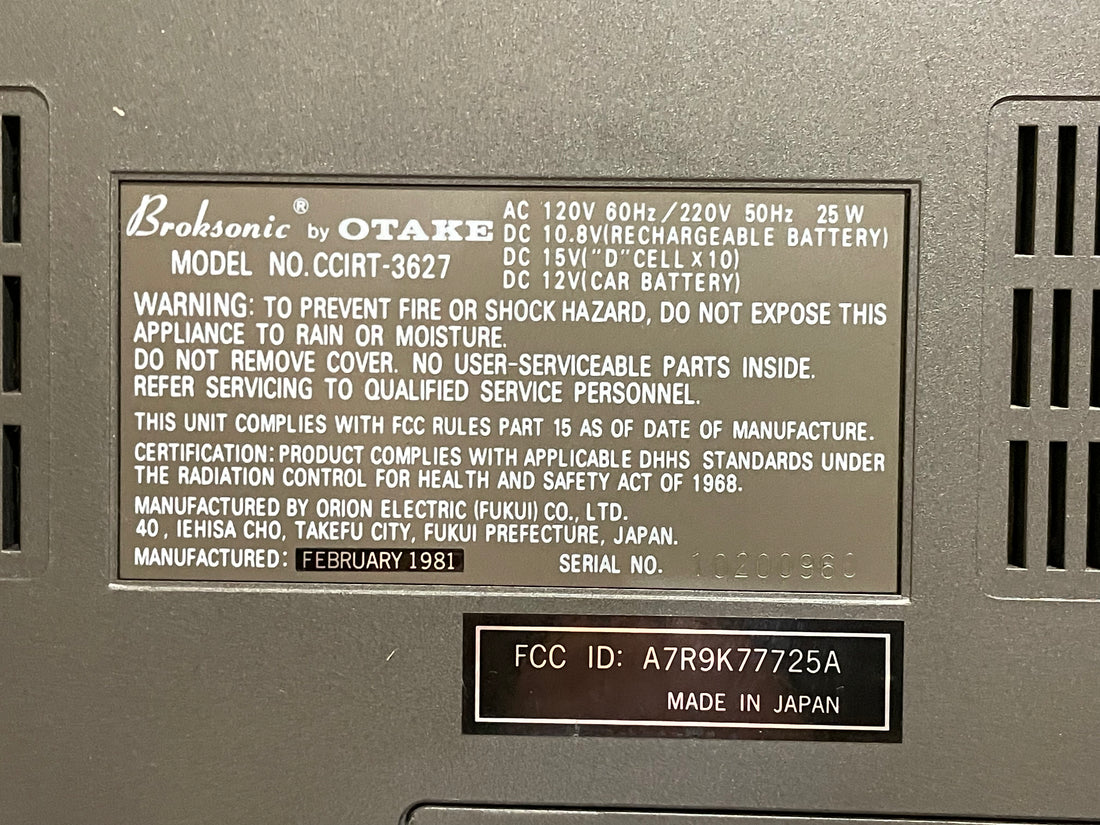 Broksonic® by OTAKE
MODEL NO. CCIRT-3627
AC 120V 60Hz/220V 50Hz 25W
DC 10.8V(RECHARGEABLE BATTERY)
DC 15V("D"CELL X 10)
DC 12V(CAR BATTERY)
WARNING: TO PREVENT FIRE OR SHOCK HAZARD, DO NOT EXPOSE THIS
APPLIANCE TO RAIN OR MOISTURE.
DO NOT REMOVE COVER. NO USER-SERVICEABLE PARTS INSIDE.
REFER SERVICING TO QUALIFIED SERVICE PERSONNEL.
THIS UNIT COMPLIES WITH FCC RULES PART 15 AS OF DATE OF MANUFACTURE.
CERTIFICATION: PRODUCT COMPLIES WITH APPLICABLE DHHS STANDARDS UNDER
THE RADIATION CONTROL FOR HEALTH AND SAFETY ACT OF 1968.
MANUFACTURED BY ORION ELECTRIC (FUKUI) CO., LTD.
40, IEHISA CHO, TAKEFU CITY, FUKUI PREFECTURE, JAPAN.
MANUFACTURED: FEBRUARY 1981 SERIAL NO.
FCC ID: A7R9K77725A
MADE IN JAPAN